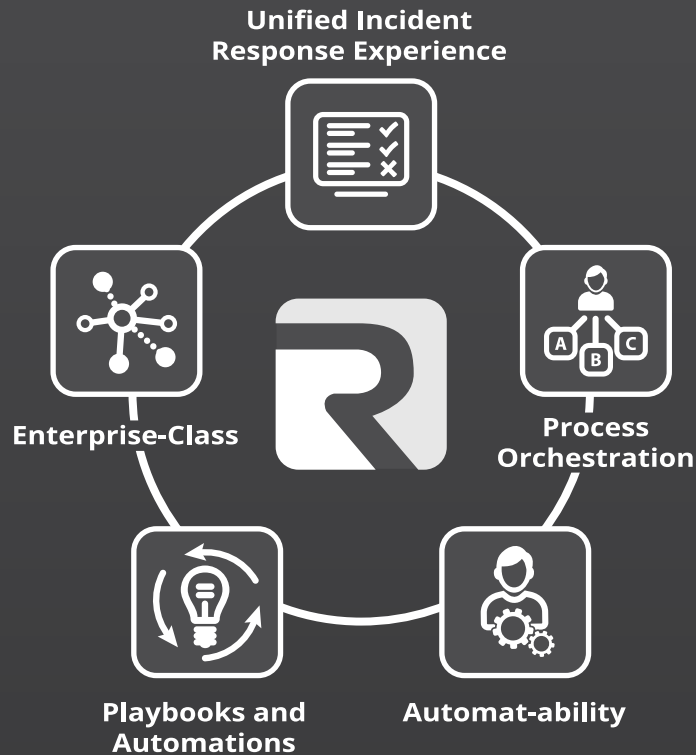 Unified Incident
Response Experience
A
B
C
Enterprise-Class
Process
Orchestration
R
Playbooks and
Automations
Automat-ability